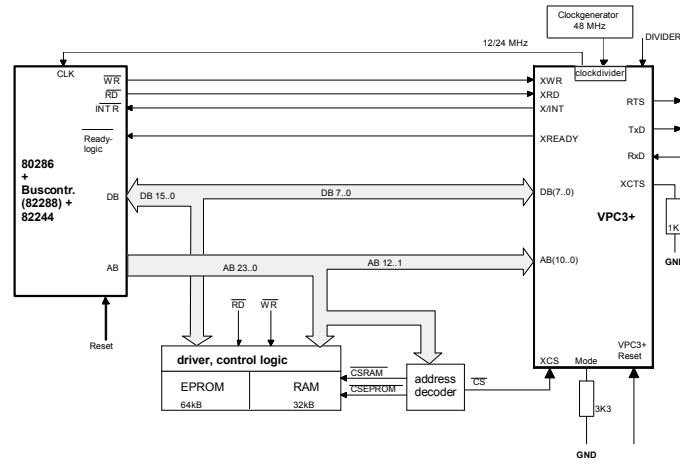 Clockgenerator
48 MHz
12/24 MHz
DIVIDER
CLK
clockdivider
WR
XWR
RD
XRD
RTS
INTR
X/INT
TxD
Ready-
logic
XREADY
RxD
80286
+
Buscontr.
(82288) +
82244
XCTS
DB
DB 15..0
DB 7..0
DB(7..0)
VPC3+
1K
GND
AB
AB 23..0
AB 12..1
AB(10..0)
Reset
RD
WR
VPC3+
Reset
driver, control logic
XCS
Mode
CSRAM
EPROM
RAM
CSEPROM
address
decoder
CS
64kB
32kB
3K3
GND